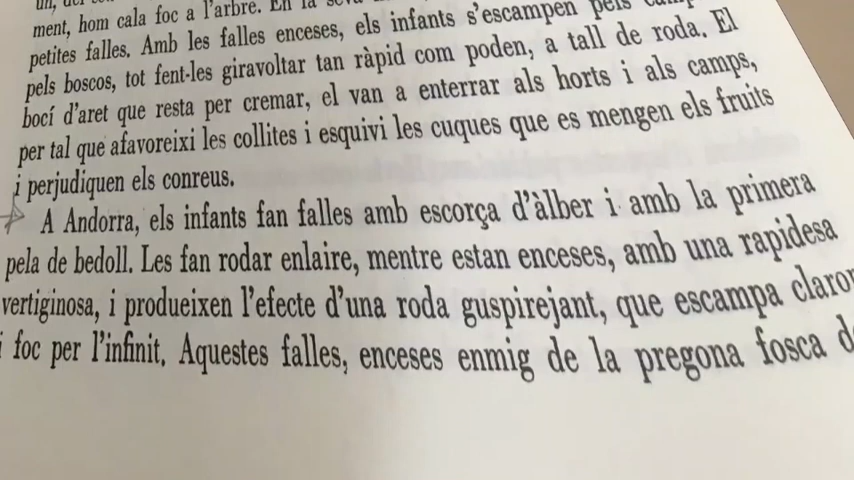 ment, hom cala foc a l'arbre. En la seva
petites falles. Amb les falles enceses, els infants s'escampen pels
pels boscos, tot fent-les giravoltar tan ràpid com poden, a tall de roda. El
bocí d'aret que resta per cremar, el van a enterrar als horts i als camps,
per tal que afavoreixi les collites i esquivi les cuques que es mengen els fruits
i perjudiquen els conreus.
A Andorra, els infants fan falles amb escorça d'àlber i amb la primera
pela de bedoll. Les fan rodar enlaire, mentre estan enceses, amb una rapidesa
vertiginosa, i produeixen l'efecte d'una roda guspirejant, que escampa claror
i foc per l'infinit. Aquestes falles, enceses enmig de la pregona fosca